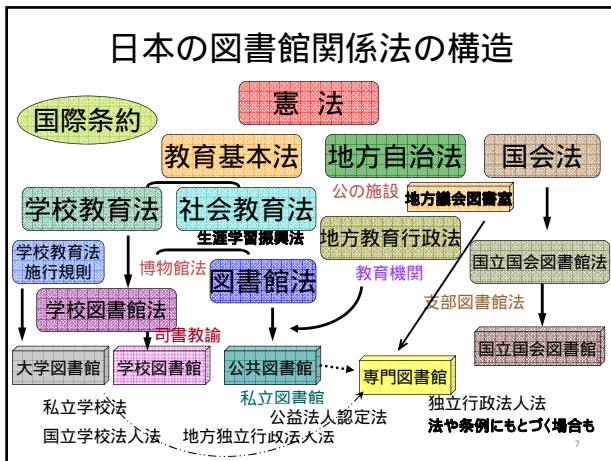 日本の図書館関係法の構造
憲 法
国際条約
教育基本法
地方自治法
国会法
公の施設
地方議会図書室
学校教育法
社会教育法
生涯学習振興法
地方教育行政法
学校教育法
施行規則
博物館法
図書館法
教育機関
国立国会図書館法
学校図書館法
支部図書館法
司書教諭
国立国会図書館
大学図書館
学校図書館
公共図書館
専門図書館
私立図書館
私立学校法
公益法人認定法
独立行政法人法
国立学校法人法
地方独立行政法人法
法や条例にもとづく場合も
7